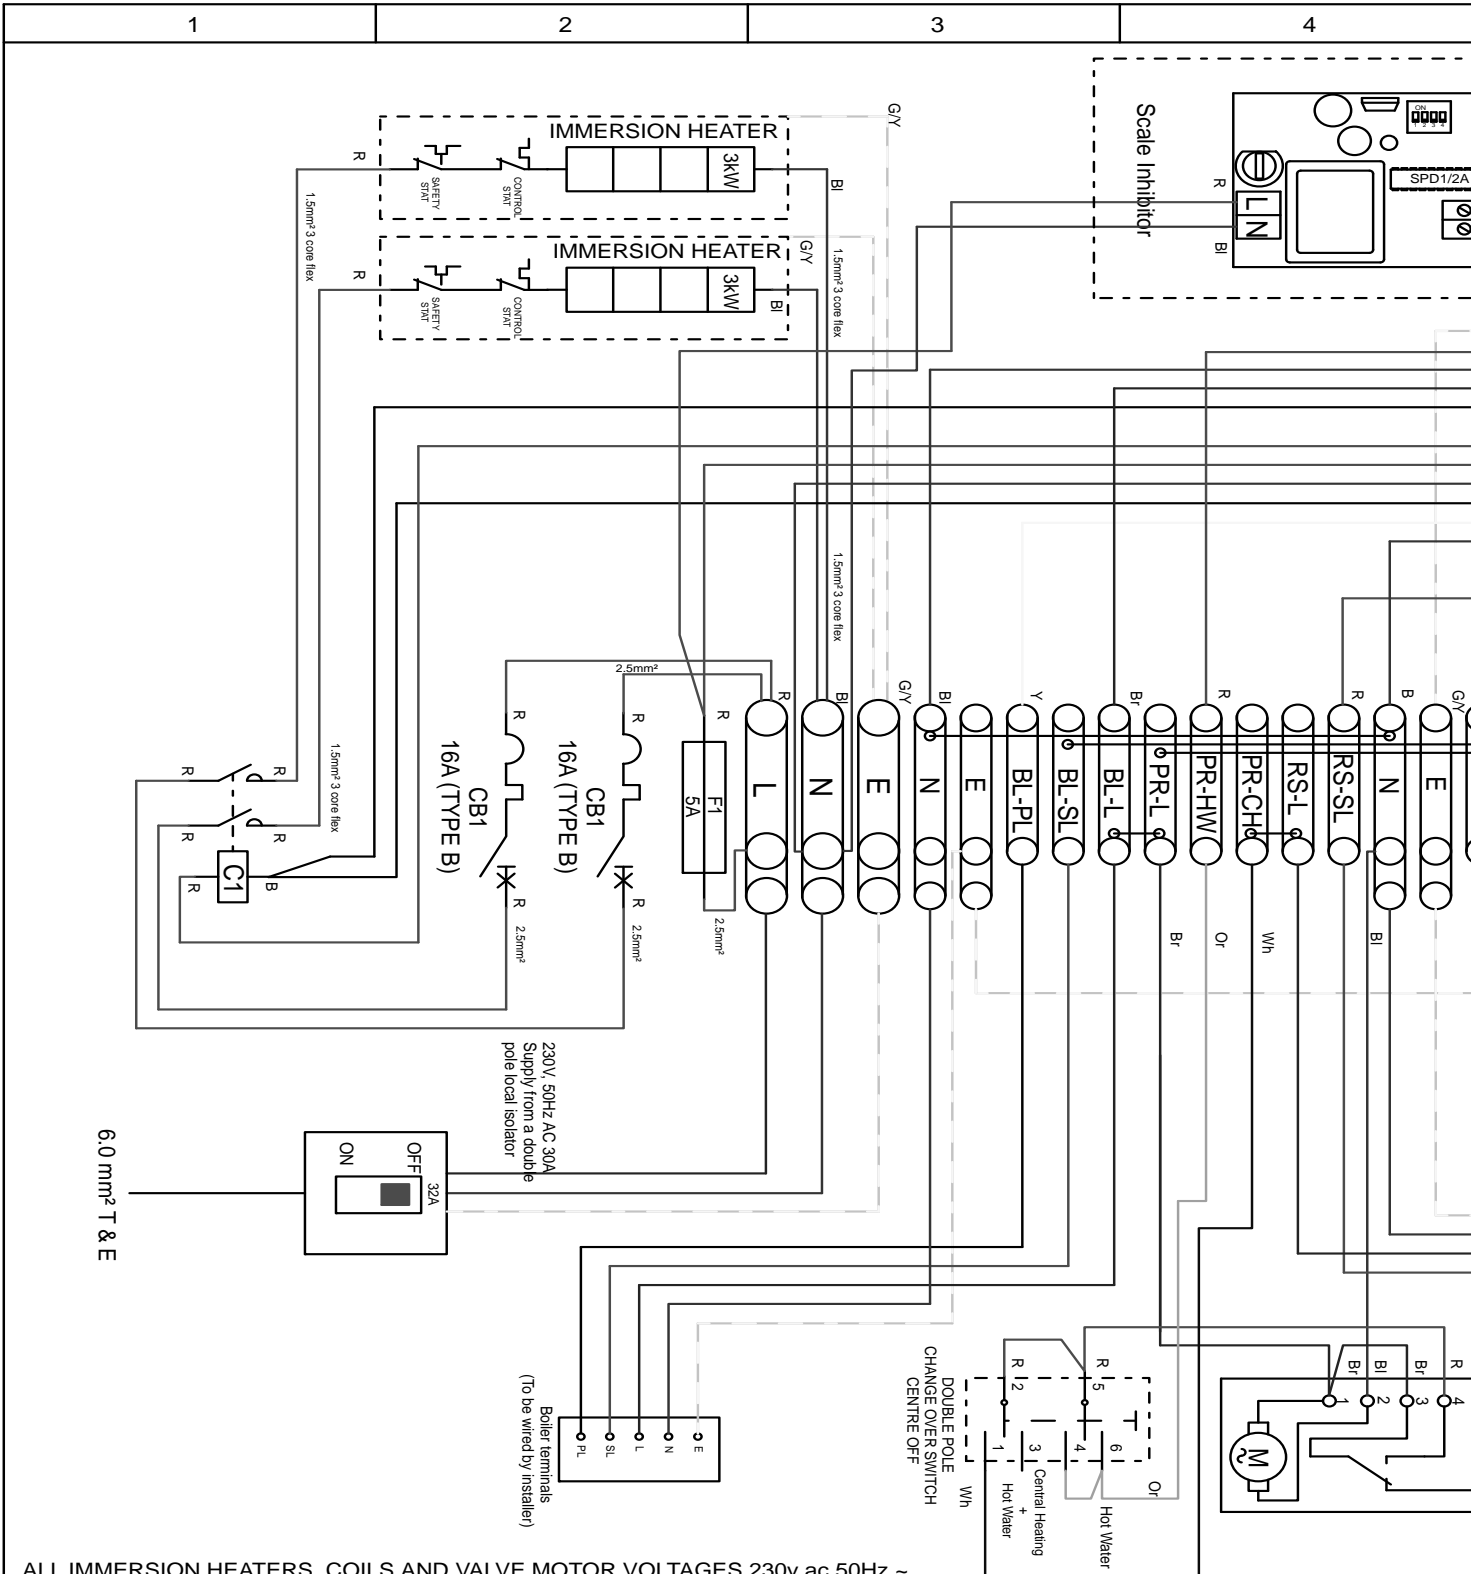 1
2
3
4
G/Y
IMMERSION HEATER
3kW
R
SAFETY
STAT
CONTROL
STAT
Bl
1.5mm² 3 core flex
IMMERSION HEATER
3kW
G/Y
R
SAFETY
STAT
CONTROL
STAT
Bl
1.5mm² 3 core flex
Scale Inhibitor
R
L
N
Bl
ON
1 2 3 4
SPD1/2A
1.5mm² 3 core flex
2.5mm²
R
Bl
G/Y
Bl
Y
Br
R
R
B
G/Y
R
R
R
16A (TYPE B)
CB1
16A (TYPE B)
CB1
F1
5A
L
N
E
N
E
BL-PL
BL-SL
BL-L
PR-L
PR-HW
PR-CH
RS-L
RS-SL
N
E
1.5mm² 3 core flex
R
R
R
R
C1
R
B
R
2.5mm²
R
2.5mm²
2.5mm²
Br
Or
Wh
Bl
230V, 50Hz AC 30A
Supply from a double
pole local isolator
6.0 mm² T & E
ON
OFF
32A
Boiler terminals
(To be wired by installer)
PL
SL
L
N
E
DOUBLE POLE
CHANGE OVER SWITCH
CENTRE OFF
R
2
R
5
1
3
4
6
Wh
Hot Water
+
Central Heating
Hot Water
Or
Br
Bl
Br
R
1
2
3
4
M
~
ALL IMMERSION HEATERS, COILS AND VALVE MOTOR VOLTAGES 230v ac 50Hz ~